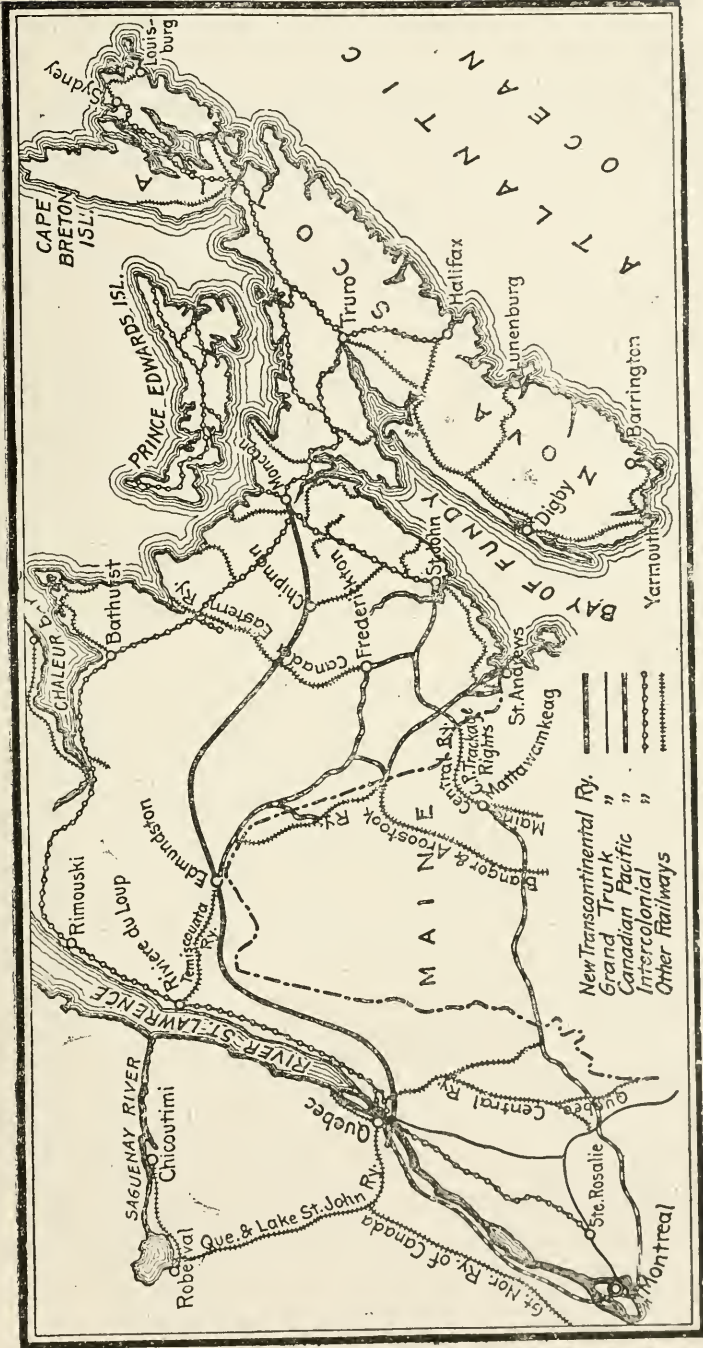 SAGUENAY RIVER
Chicoutimi
Roberval
Que. & Lake St. John Ry.
Gt. Nor. Ry. of Canada
RIVER ST. LAWRENCE
Rimouski
Riviere du Loup
Temiscouata
Ry.
Quebec
Quebec Central Ry.
Ste. Rosalie
Montreal
Edmundston
CHALEUR
Bathurst
Canada Eastern Ry.
Chipman
Fredericton
Moncton
St. John
St. Andrews
MAINE
Bangor & Aroostook Ry.
Maine Central Ry.
C.P. Trackage
Rights
Mattawamkeag
PRINCE EDWARDS ISL.
CAPE
BRETON
ISL.
Sydney
Louis-
burg
NOVA SCOTIA
Truro
Halifax
Lunenburg
Barrington
Yarmouth
Digby
BAY OF FUNDY
ATLANTIC
OCEAN
New Transcontinental Ry.
Grand Trunk "
Canadian Pacific "
Intercolonial "
Other Railways